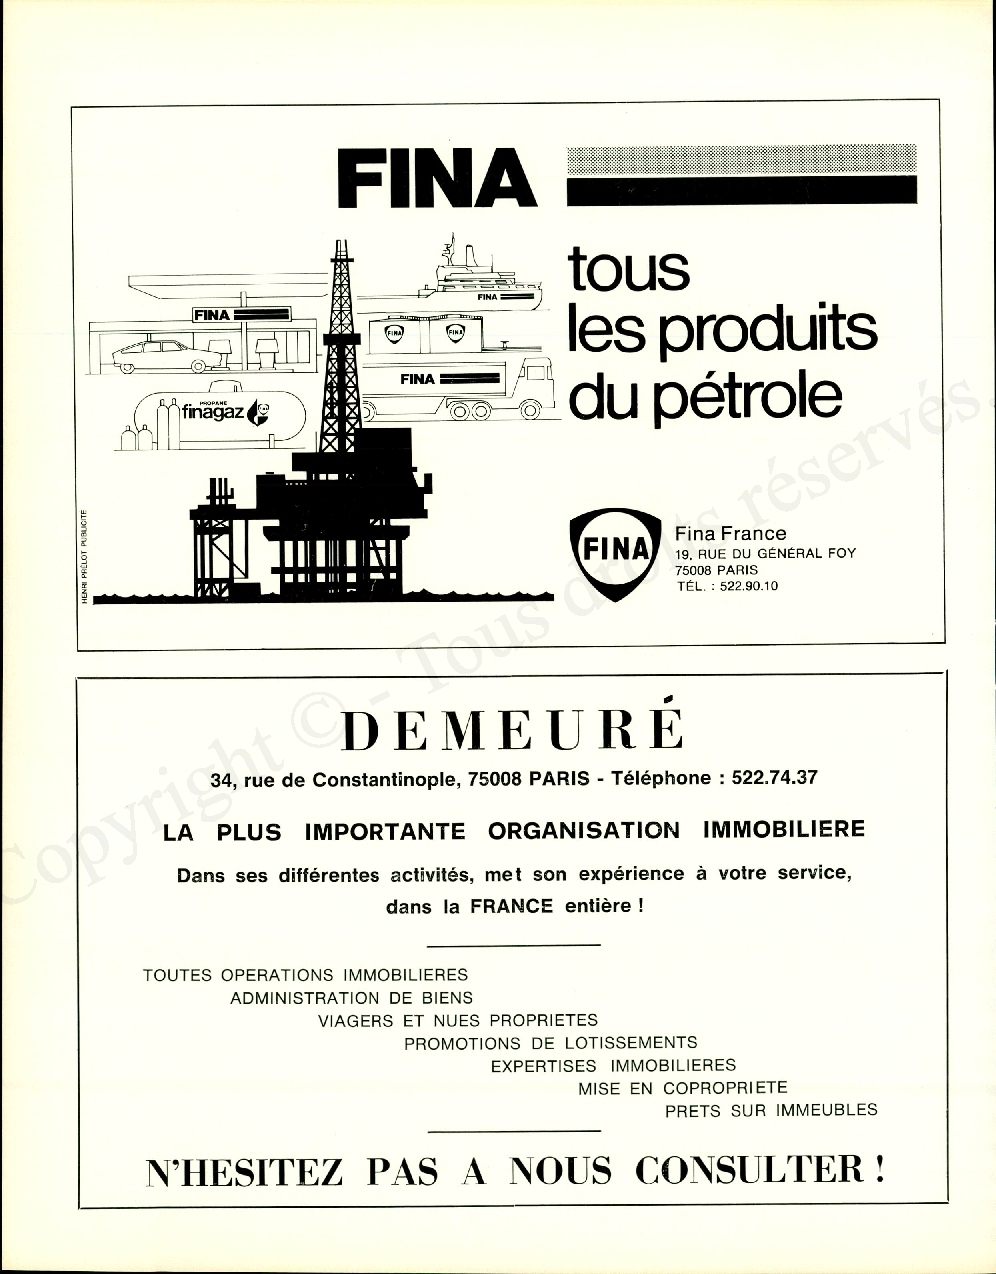 FINA
tous
les produits
du pétrole
FINA
FINA
FINA
FINA
FINA
PROPANE
finagaz
HENRI PRÉLOT PUBLICITE
FINA
Fina France
19, RUE DU GÉNÉRAL FOY
75008 PARIS
TÉL. : 522.90.10
DEMEURÉ
34, rue de Constantinople, 75008 PARIS - Téléphone : 522.74.37
LA PLUS IMPORTANTE ORGANISATION IMMOBILIERE
Dans ses différentes activités, met son expérience à votre service,
dans la FRANCE entière !
TOUTES OPERATIONS IMMOBILIERES
ADMINISTRATION DE BIENS
VIAGERS ET NUES PROPRIETES
PROMOTIONS DE LOTISSEMENTS
EXPERTISES IMMOBILIERES
MISE EN COPROPRIETE
PRETS SUR IMMEUBLES
N'HESITEZ PAS A NOUS CONSULTER !
Copyright © - Tous droits réservés.